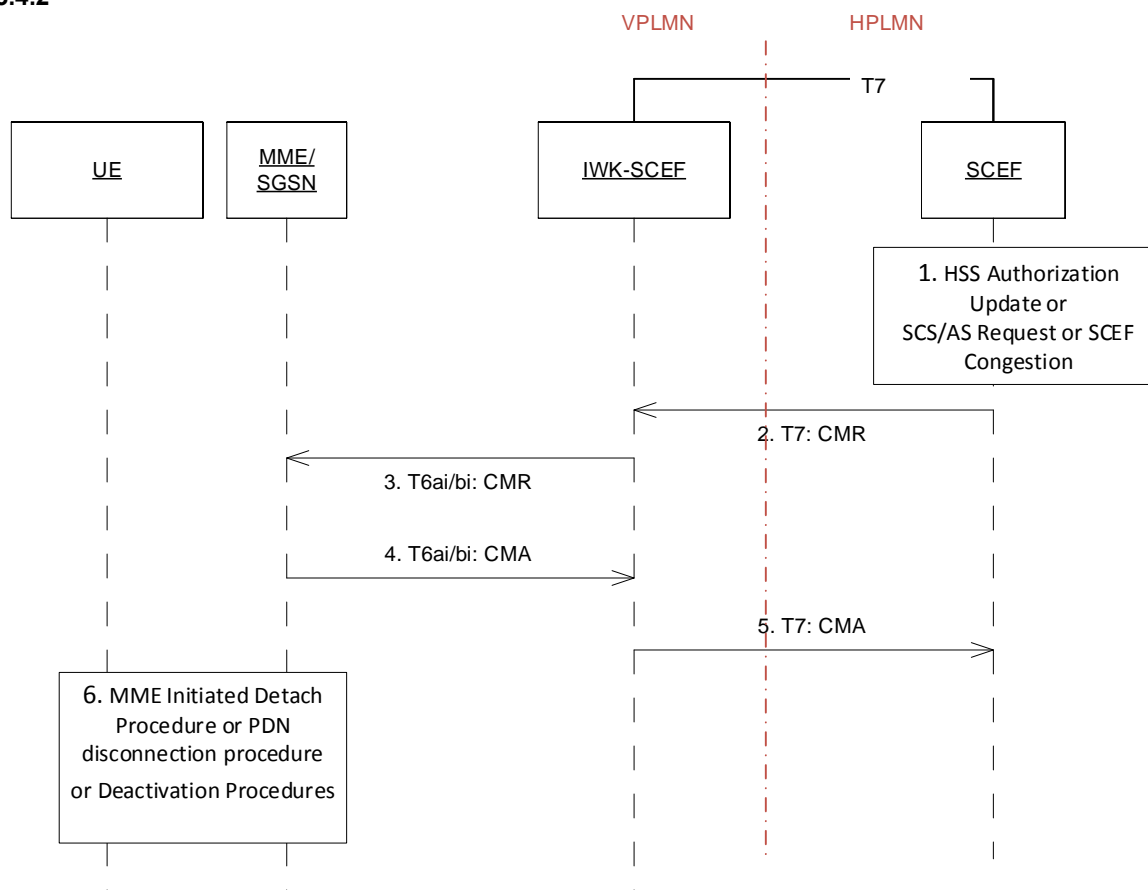 VPLMN HPLMN
T7
UE
MME/
SGSN
IWK-SCEF
SCEF
1. HSS Authorization
Update or
SCS/AS Request or SCEF
Congestion
2. T7: CMR
3. T6ai/bi: CMR
4. T6ai/bi: CMA
5. T7: CMA
6. MME Initiated Detach
Procedure or PDN
disconnection procedure
or Deactivation Procedures